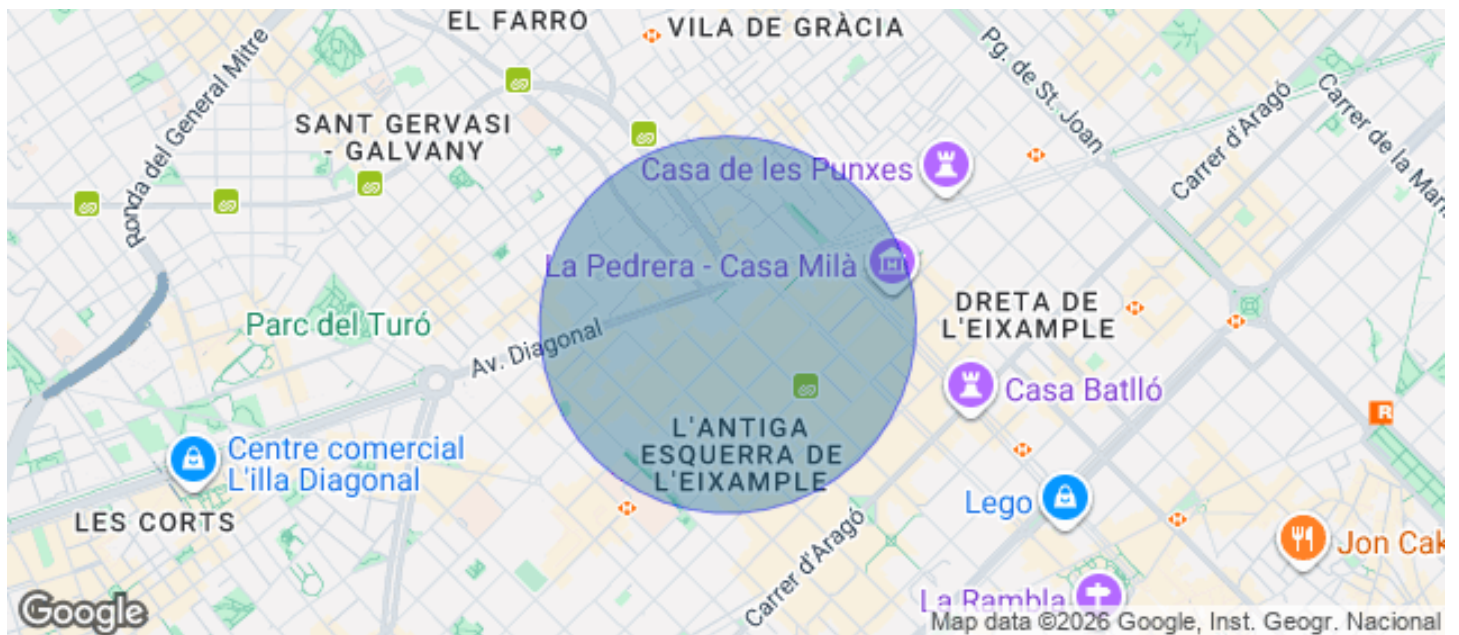 EL FARRÓ
VILA DE GRÀCIA
Ronda del General Mitre
SANT GERVASI
- GALVANY
Pg. de St. Joan
Carrer d'Aragó
Carrer de la Mari
Casa de les Punxes
La Pedrera - Casa Milà
Parc del Turó
Av. Diagonal
DRETA DE
L'EIXAMPLE
Casa Batlló
L'ANTIGA
ESQUERRA DE
L'EIXAMPLE
R
Centre comercial
L'illa Diagonal
LES CORTS
Lego
Carrer d'Aragó
Jon Cak
La Rambla
Google
Map data ©2026 Google, Inst. Geogr. Nacional